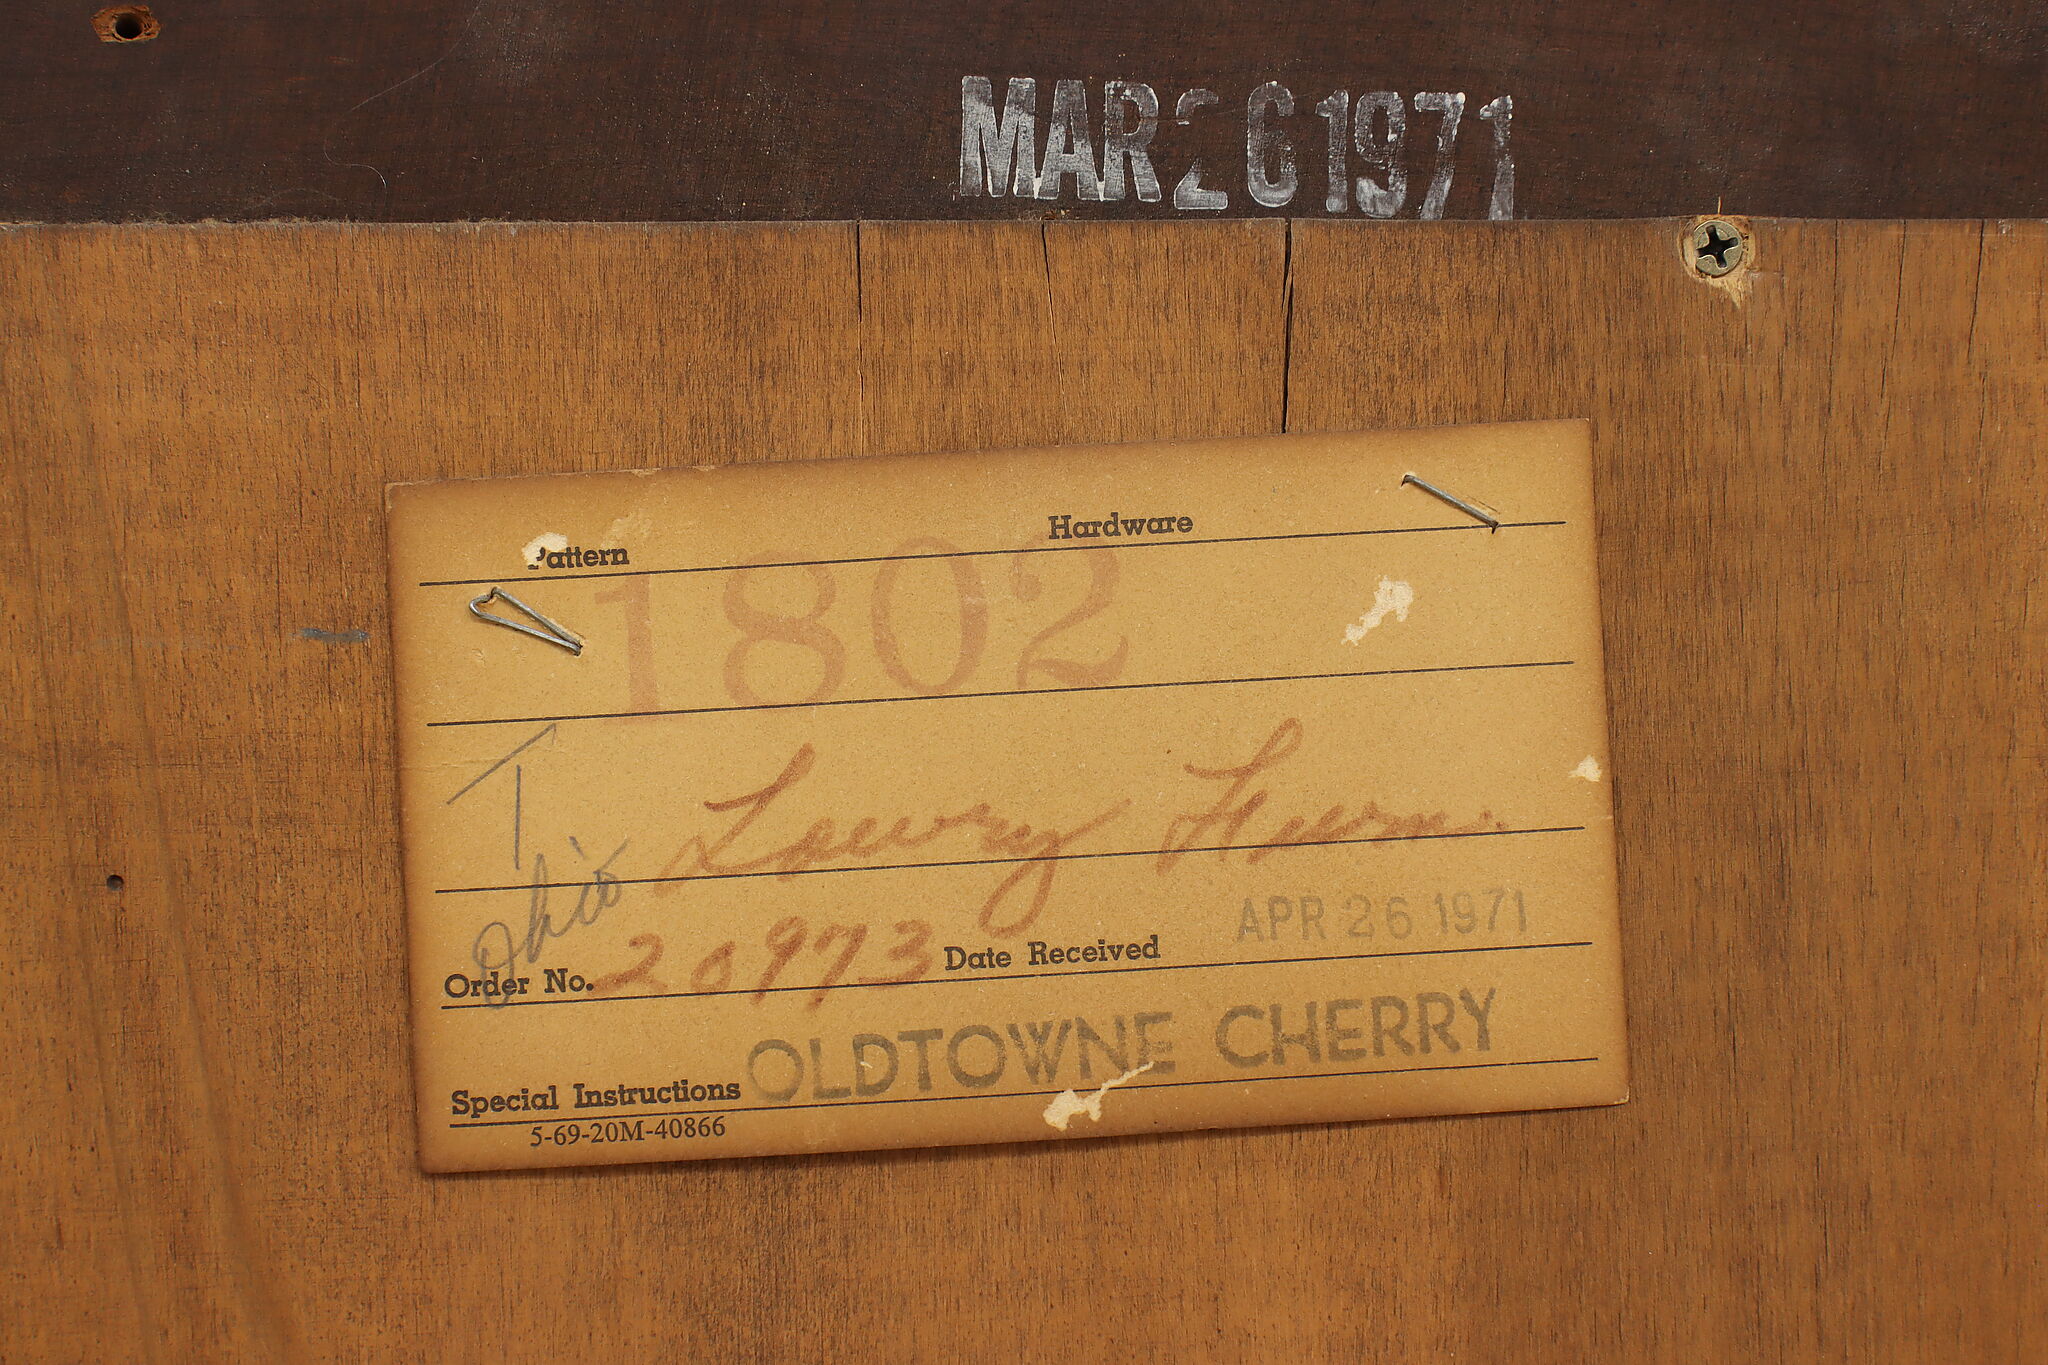 MAR 26 1971
Pattern Hardware
1802
T Lowry Furn.
Ohio
Order No. 20973 Date Received APR 26 1971
Special Instructions OLDTOWNE CHERRY
5-69-20M-40866